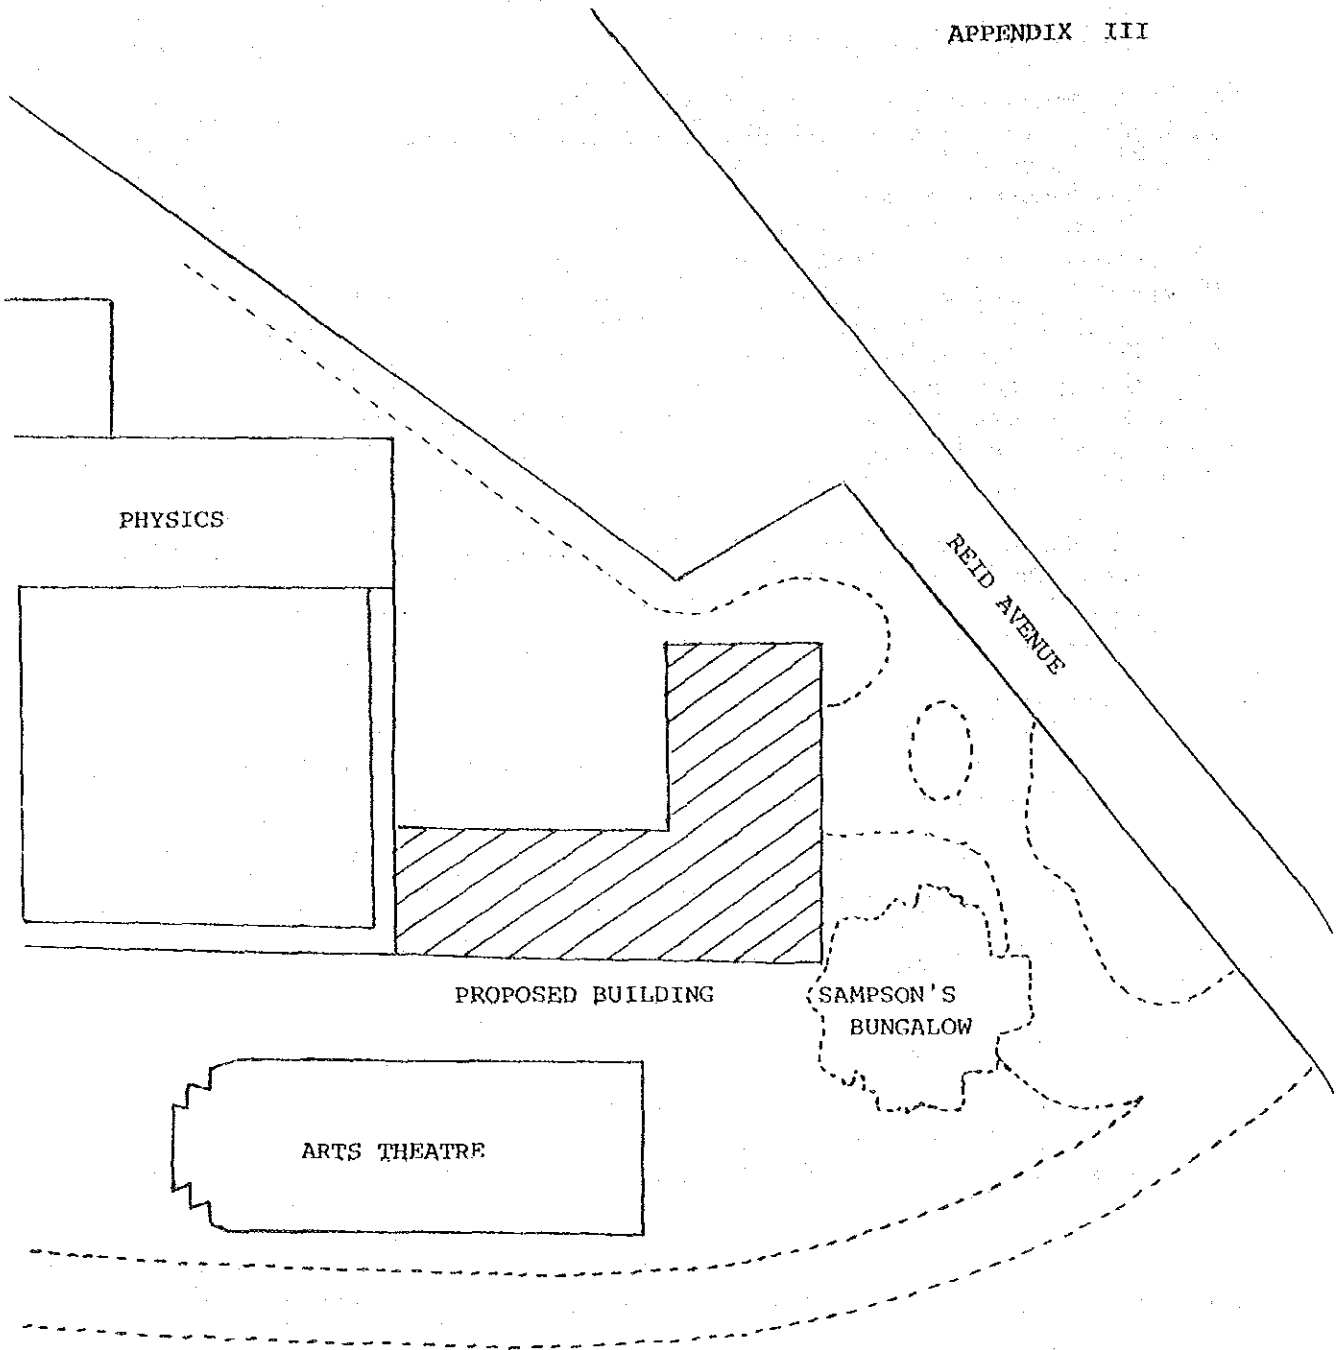 APPENDIX III
PHYSICS
REID AVENUE
PROPOSED BUILDING
SAMPSON'S
BUNGALOW
ARTS THEATRE